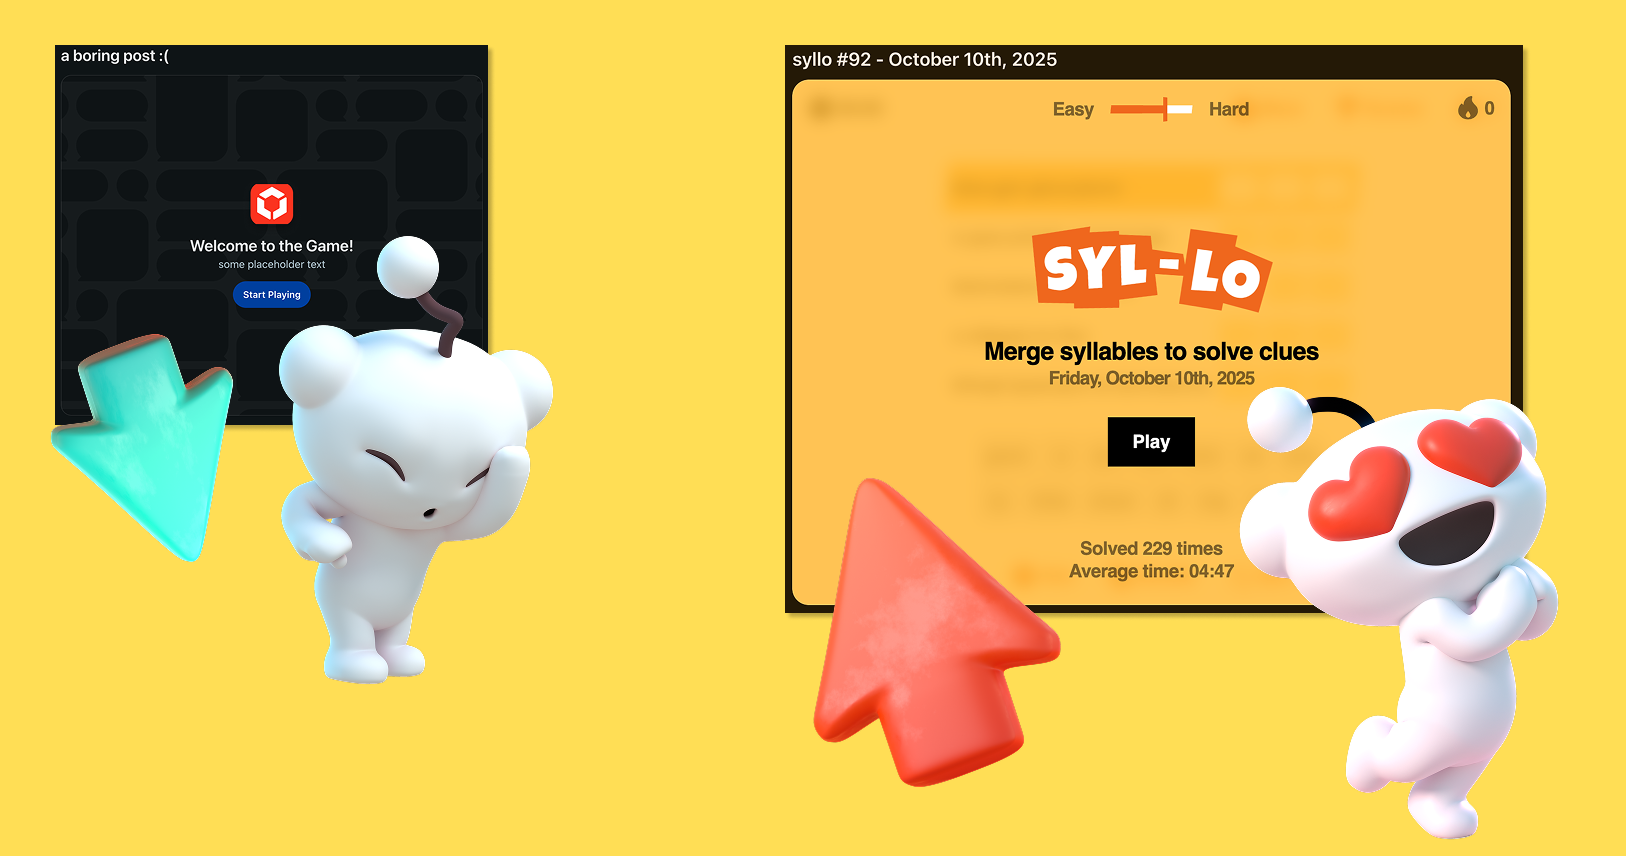 a boring post :(
Welcome to the Game!
some placeholder text
Start Playing
syllo #92 - October 10th, 2025
Easy
Hard
0
SYL-LO
Merge syllables to solve clues
Friday, October 10th, 2025
Play
Solved 229 times
Average time: 04:47